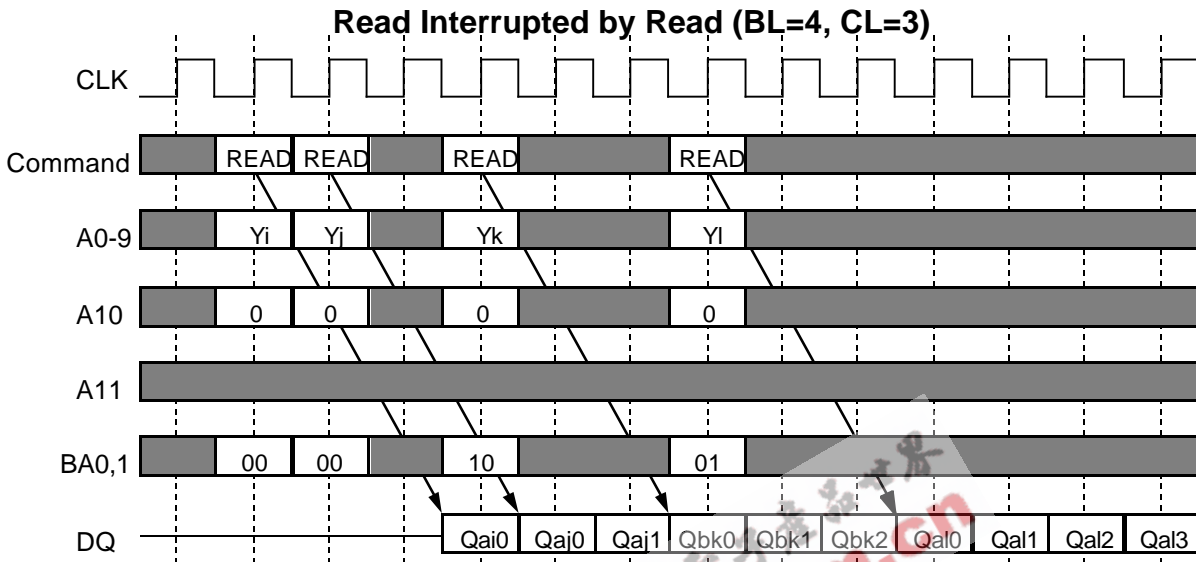 Read Interrupted by Read (BL=4, CL=3)
CLK
Command READ READ READ READ
A0-9 Yi Yj Yk Yl
A10 0 0 0 0
A11
BA0,1 00 00 10 01
DQ Qai0 Qaj0 Qaj1 Qbk0 Qbk1 Qbk2 Qal0 Qal1 Qal2 Qal3